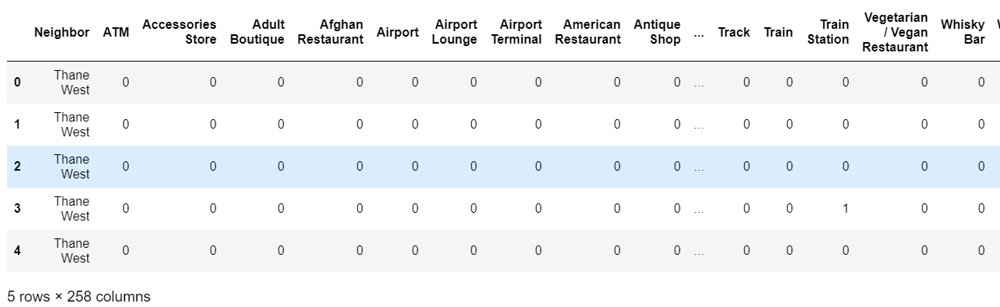 Neighbor ATM Accessories Store Adult Boutique Afghan Restaurant Airport Airport Lounge Airport Terminal American Restaurant Antique Shop ... Track Train Train Station Vegetarian / Vegan Restaurant Whisky Bar
0 Thane West 0 0 0 0 0 0 0 0 0 ... 0 0 0 0 0
1 Thane West 0 0 0 0 0 0 0 0 0 ... 0 0 0 0 0
2 Thane West 0 0 0 0 0 0 0 0 0 ... 0 0 0 0 0
3 Thane West 0 0 0 0 0 0 0 0 0 ... 0 0 1 0 0
4 Thane West 0 0 0 0 0 0 0 0 0 ... 0 0 0 0 0
5 rows × 258 columns